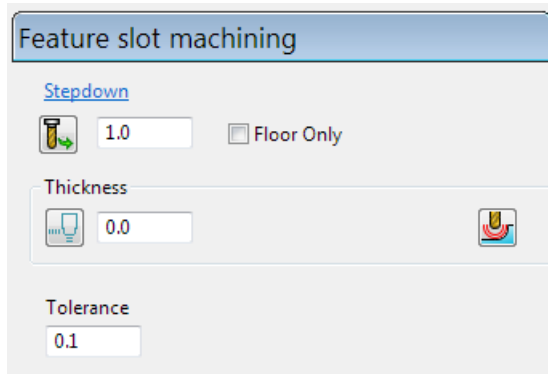 Feature slot machining
Stepdown
1.0 Floor Only
Thickness
0.0
Tolerance
0.1